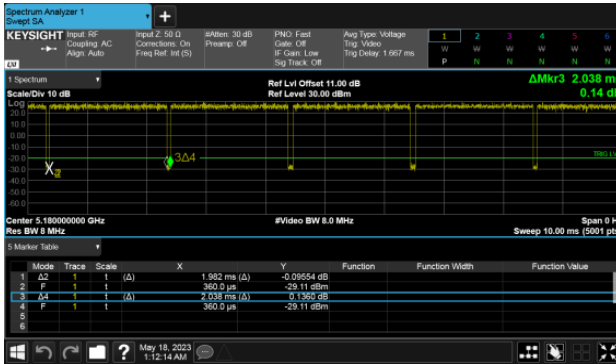 Spectrum Analyzer 1
Swept SA
+
KEYSIGHT Input: RF Input Z: 50 Ω #Atten: 30 dB PNO: Fast Avg Type: Voltage 1 2 3 4 5 6
Coupling: AC Corrections: On Preamp: Off Gate: Off Trig: Video W W W W W W
Align: Auto Freq Ref: Int (S) IF Gain: Low Trig Delay: 1.667 ms P N N N N N
Sig Track: Off
LXI
1 Spectrum
ΔMkr3 2.038 m
Ref Lvl Offset 11.00 dB
Scale/Div 10 dB Ref Level 30.00 dBm 0.14 d
Log
20.0
10.0
0.00
-10.0
-20.0 3Δ4 TRIG LV
-30.0 X
-40.0
-50.0
-60.0
Center 5.180000000 GHz #Video BW 8.0 MHz Span 0 H
Res BW 8 MHz Sweep 10.00 ms (5001 pts
5 Marker Table
Mode Trace Scale X Y Function Function Width Function Value
1 Δ2 1 t (Δ) 1.982 ms (Δ) -0.09554 dB
2 F 1 t 360.0 µs -29.11 dBm
3 Δ4 1 t (Δ) 2.038 ms (Δ) 0.1360 dB
4 F 1 t 360.0 µs -29.11 dBm
5
6
? May 18, 2023
1:12:14 AM